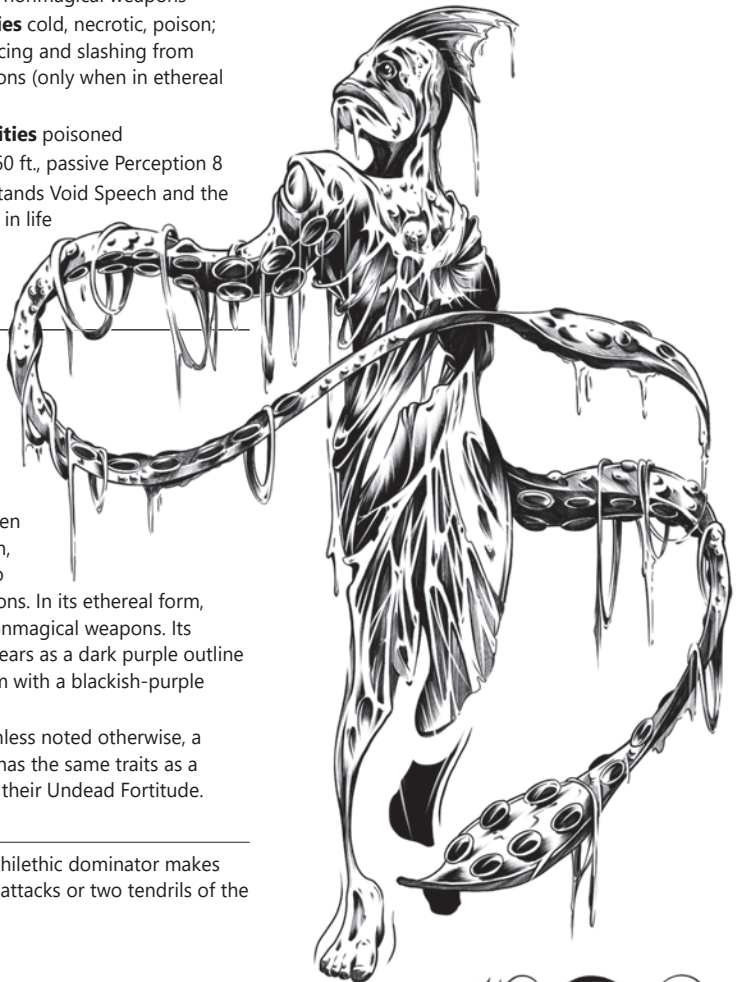 nonmagical weapons
ies cold, necrotic, poison;
cing and slashing from
ons (only when in ethereal
ities poisoned
60 ft., passive Perception 8
tands Void Speech and the
in life
en
n,
ons. In its ethereal form,
onmagical weapons. Its
ears as a dark purple outline
m with a blackish-purple
nless noted otherwise, a
has the same traits as a
their Undead Fortitude.
hilethic dominator makes
attacks or two tendrils of the